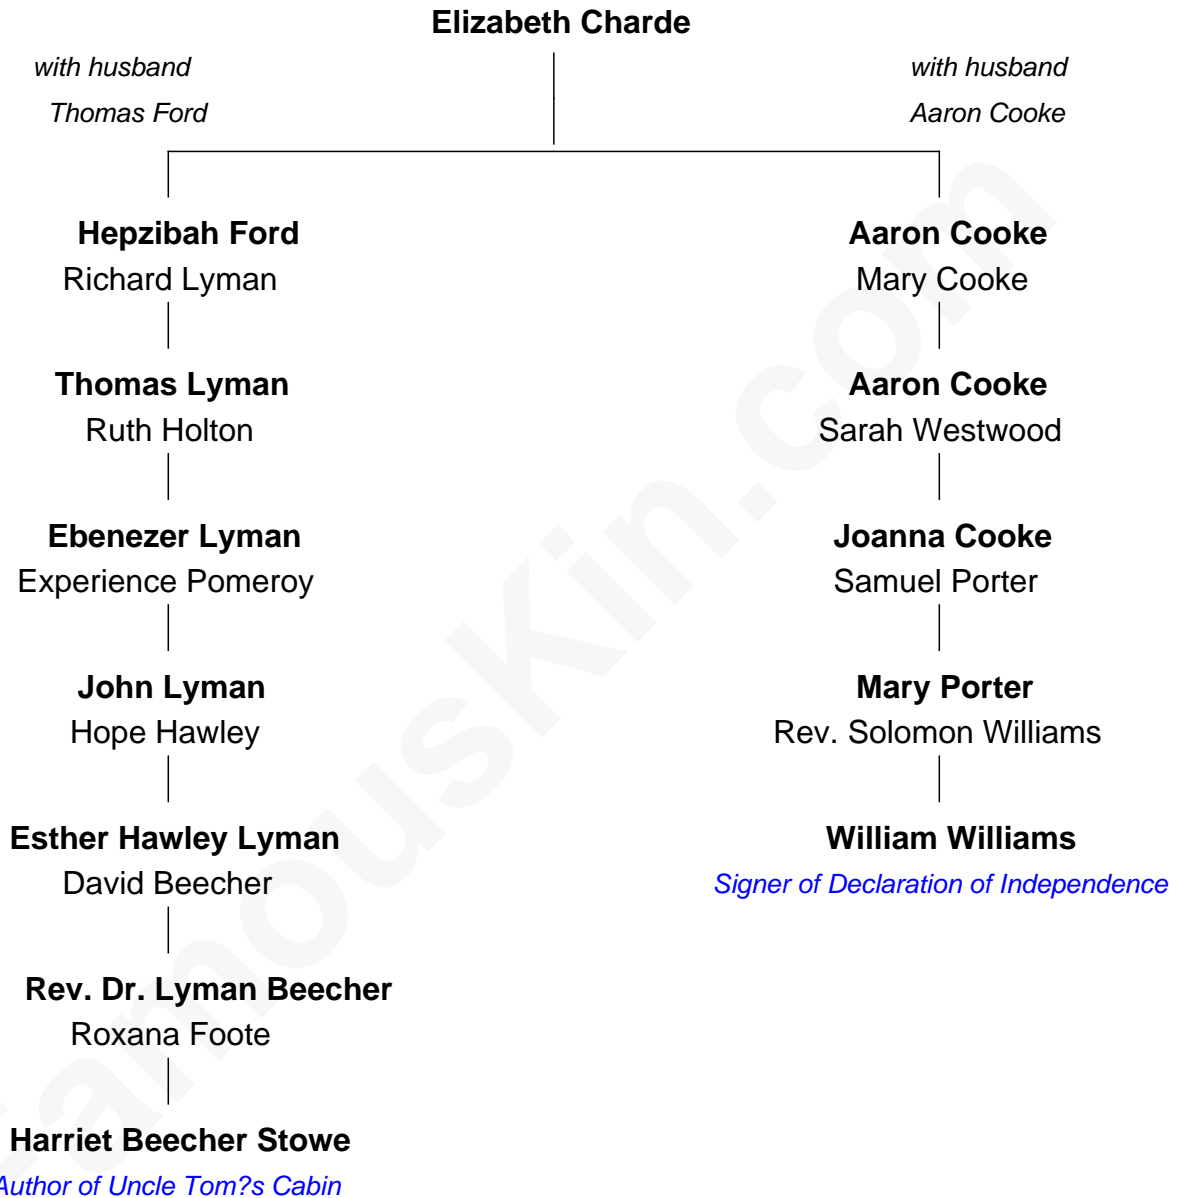 Elizabeth Charde
with husband
Thomas Ford
with husband
Aaron Cooke
Hepzibah Ford
Richard Lyman
Aaron Cooke
Mary Cooke
Thomas Lyman
Ruth Holton
Aaron Cooke
Sarah Westwood
Ebenezer Lyman
Experience Pomeroy
Joanna Cooke
Samuel Porter
John Lyman
Hope Hawley
Mary Porter
Rev. Solomon Williams
Esther Hawley Lyman
David Beecher
William Williams
Signer of Declaration of Independence
Rev. Dr. Lyman Beecher
Roxana Foote
Harriet Beecher Stowe
Author of Uncle Tom?s Cabin
FamousKin.com